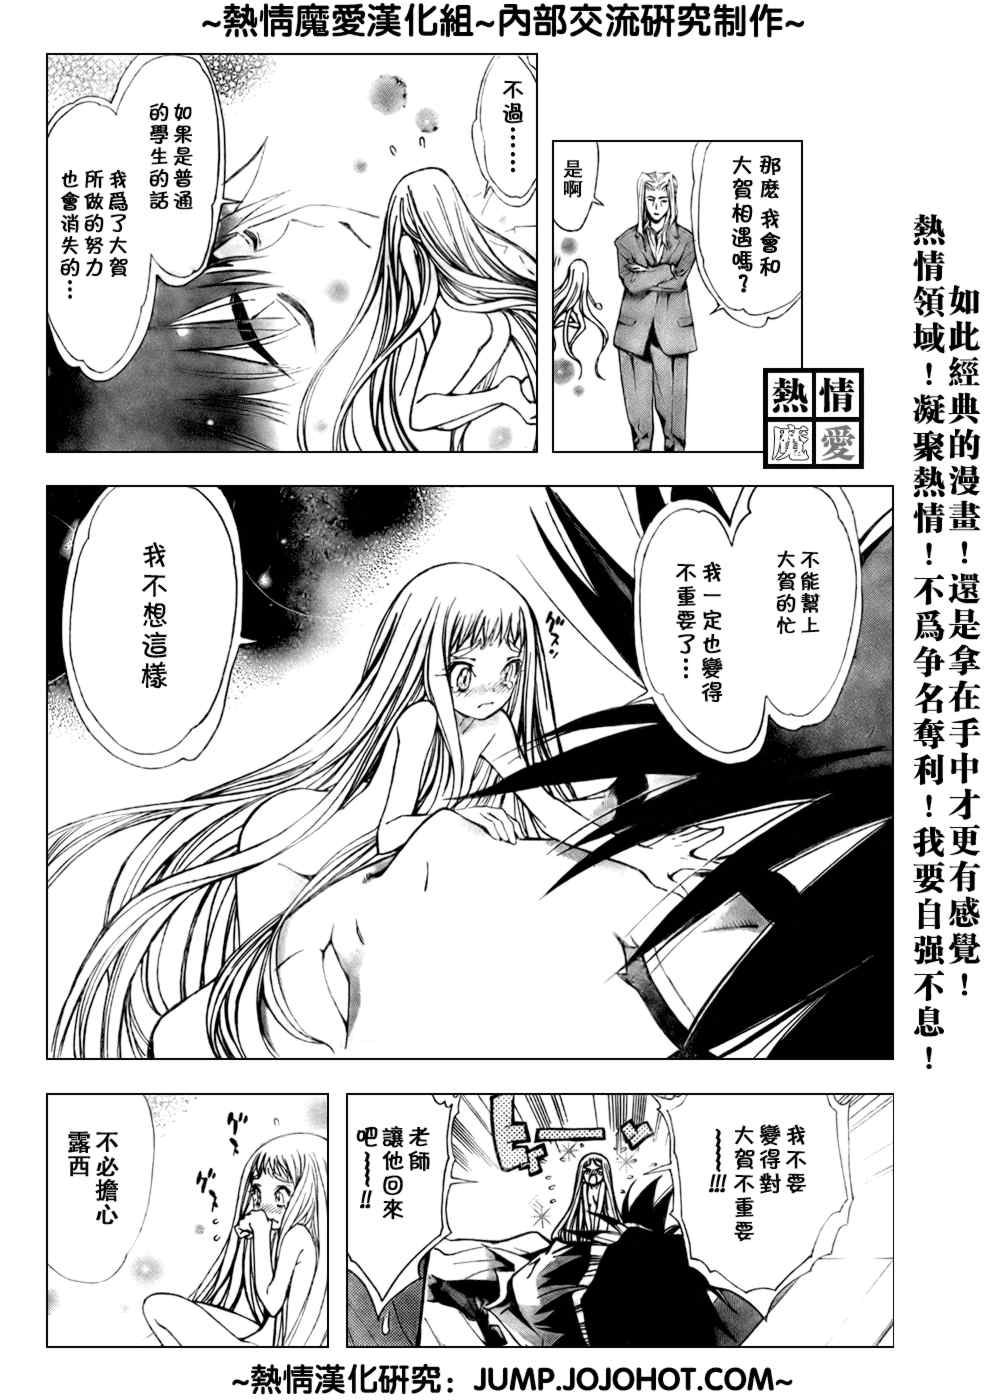 ~熱情魔愛漢化組~內部交流研究制作~
那麽 我會和
大賀相遇嗎？
是啊
不過……
如果是普通
的學生的話
我爲了大賀
所做的努力
也會消失的…
熱情
魔愛
不能幫上
大賀的忙
我一定也變得
不重要了…
我不想這樣
我不要
變得對
大賀不重要
~~~!!!
老師
讓他回來
吧~~~!!
不必擔心
露西
如此經典的漫畫！還是拿在手中才更有感覺！
熱情領域！凝聚熱情！不爲争名奪利！我要自强不息！
~熱情漢化研究：JUMP.JOJOHOT.COM~